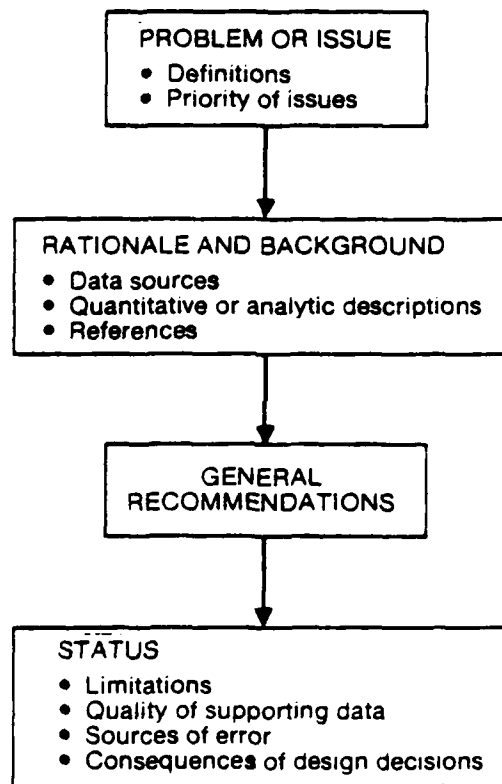 PROBLEM OR ISSUE
• Definitions
• Priority of issues
RATIONALE AND BACKGROUND
• Data sources
• Quantitative or analytic descriptions
• References
GENERAL
RECOMMENDATIONS
STATUS
• Limitations
• Quality of supporting data
• Sources of error
• Consequences of design decisions